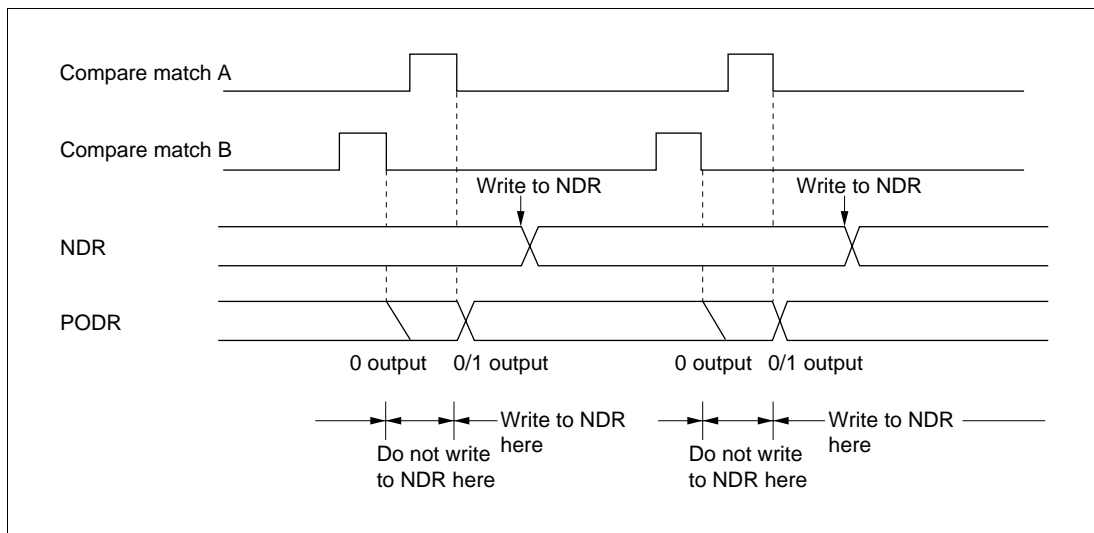 Compare match A
Compare match B
Write to NDR
Write to NDR
NDR
PODR
0 output
0/1 output
0 output
0/1 output
Write to NDR
here
Do not write
to NDR here
Write to NDR
here
Do not write
to NDR here